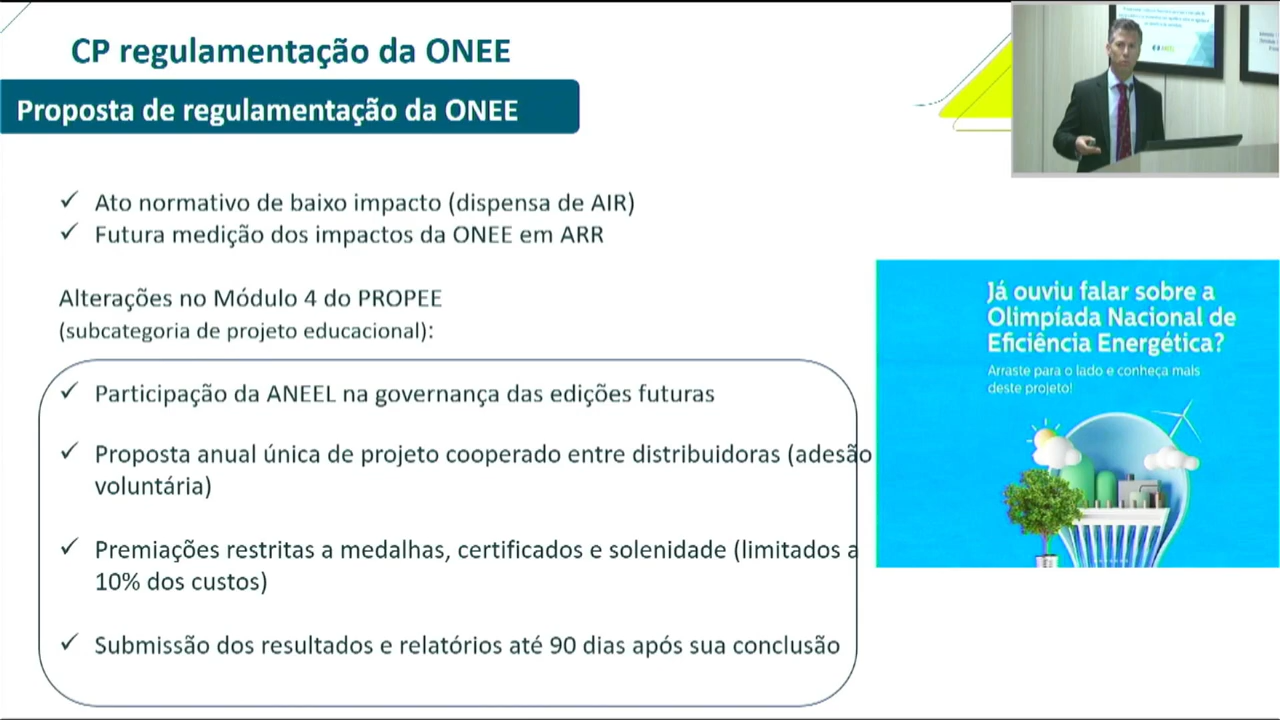 CP regulamentação da ONEE
Proposta de regulamentação da ONEE
✓ Ato normativo de baixo impacto (dispensa de AIR)
✓ Futura medição dos impactos da ONEE em ARR
Alterações no Módulo 4 do PROPEE
(subcategoria de projeto educacional):
✓ Participação da ANEEL na governança das edições futuras
✓ Proposta anual única de projeto cooperado entre distribuidoras (adesão
voluntária)
✓ Premiações restritas a medalhas, certificados e solenidade (limitados a
10% dos custos)
✓ Submissão dos resultados e relatórios até 90 dias após sua conclusão
Já ouviu falar sobre a
Olimpíada Nacional de
Eficiência Energética?
Arraste para o lado e conheça mais
deste projeto!